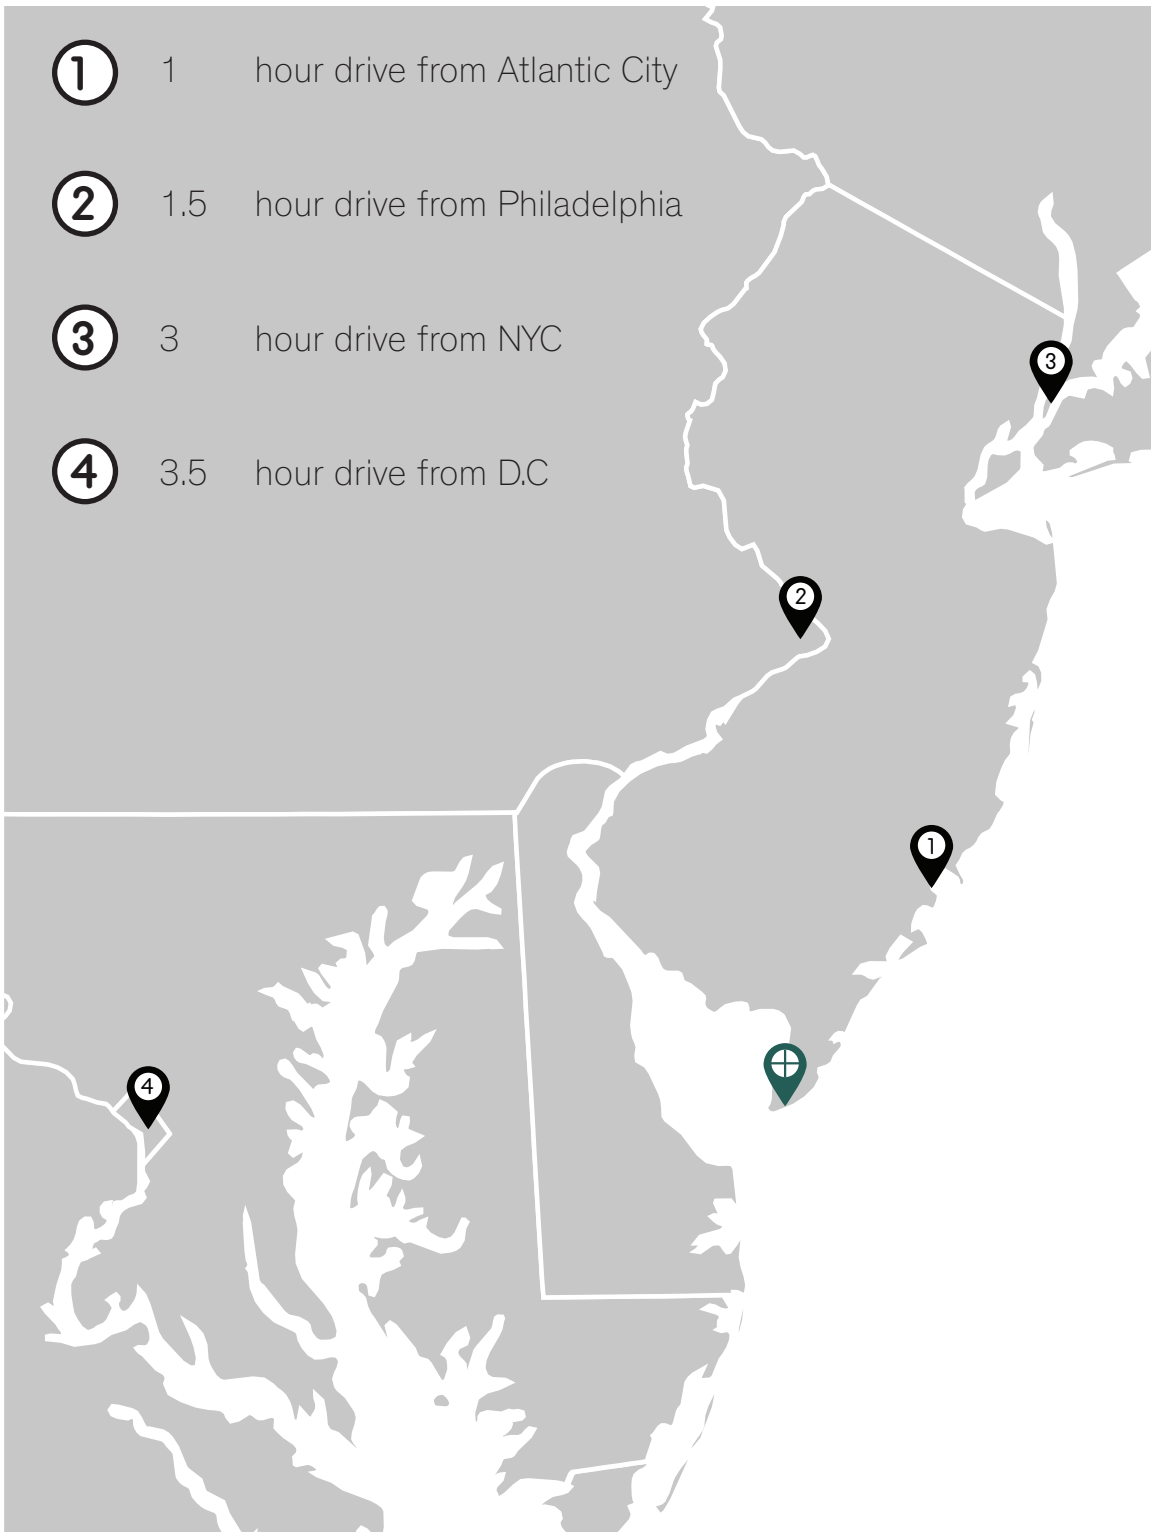 1 1 hour drive from Atlantic City
2 1.5 hour drive from Philadelphia
3 3 hour drive from NYC
4 3.5 hour drive from D.C
3
2
1
4